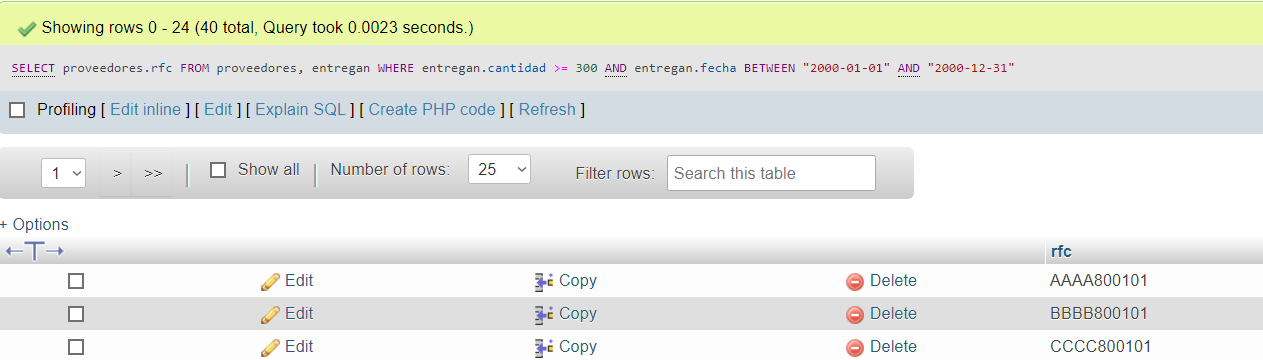 Showing rows 0 - 24 (40 total, Query took 0.0023 seconds.)
SELECT proveedores.rfc FROM proveedores, entregan WHERE entregan.cantidad >= 300 AND entregan.fecha BETWEEN "2000-01-01" AND "2000-12-31"
Profiling [ Edit inline ] [ Edit ] [ Explain SQL ] [ Create PHP code ] [ Refresh ]
1 > >> Show all Number of rows: 25 Filter rows: Search this table
+ Options
←T→ rfc
Edit Copy Delete AAAA800101
Edit Copy Delete BBBB800101
Edit Copy Delete CCCC800101